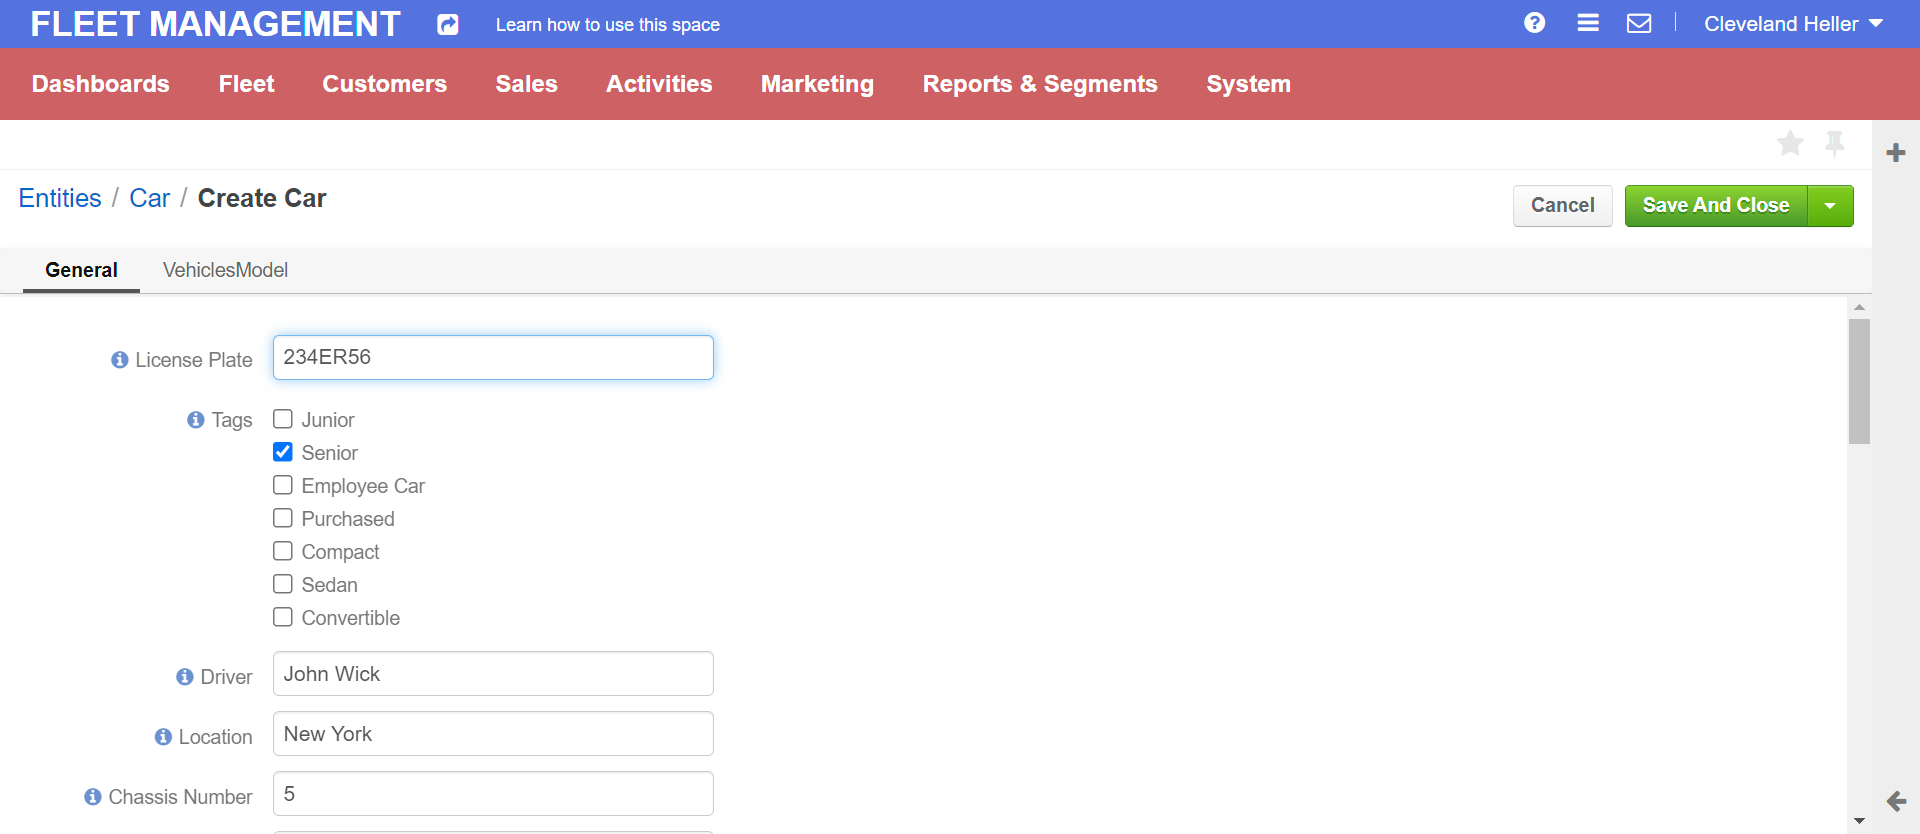 FLEET MANAGEMENT Learn how to use this space Cleveland Heller
Dashboards Fleet Customers Sales Activities Marketing Reports & Segments System
Entities / Car / Create Car Cancel Save And Close
General VehiclesModel
License Plate 234ER56
Tags Junior
Senior
Employee Car
Purchased
Compact
Sedan
Convertible
Driver John Wick
Location New York
Chassis Number 5